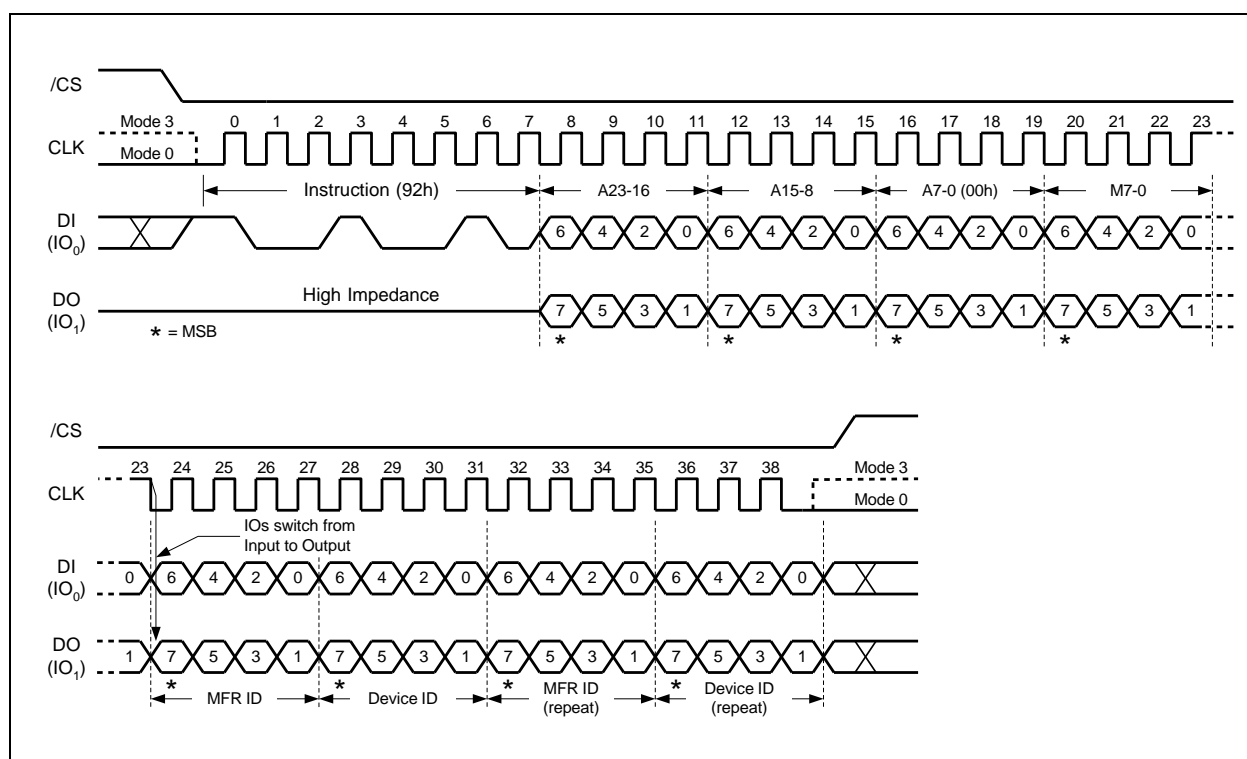 /CS
Mode 3
0 1 2 3 4 5 6 7 8 9 10 11 12 13 14 15 16 17 18 19 20 21 22 23
CLK
Mode 0
Instruction (92h) A23-16 A15-8 A7-0 (00h) M7-0
DI
(IO0)
6 4 2 0 6 4 2 0 6 4 2 0 6 4 2 0
High Impedance
DO
(IO1)
7 5 3 1 7 5 3 1 7 5 3 1 7 5 3 1
* = MSB
* * * *
/CS
23 24 25 26 27 28 29 30 31 32 33 34 35 36 37 38
Mode 3
CLK
Mode 0
IOs switch from
Input to Output
DI
(IO0)
0 6 4 2 0 6 4 2 0 6 4 2 0 6 4 2 0
DO
(IO1)
1 7 5 3 1 7 5 3 1 7 5 3 1 7 5 3 1
* * * *
MFR ID Device ID MFR ID
(repeat)
Device ID
(repeat)